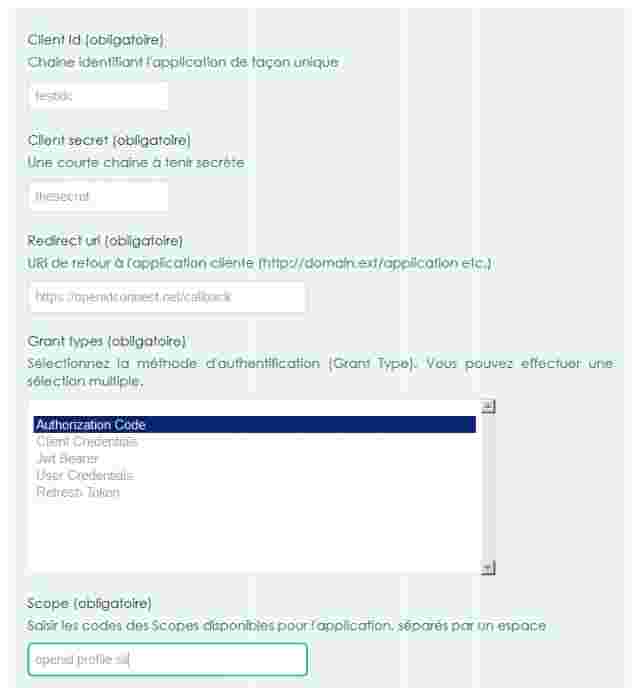 Client Id (obligatoire)
Chaîne identifiant l'application de façon unique
testidc
Client secret (obligatoire)
Une courte chaîne à tenir secrète
thesecret
Redirect uri (obligatoire)
URI de retour à l'application cliente (http://domain.ext/application etc.)
https://openidconnect.net/callback
Grant types (obligatoire)
Sélectionnez la méthode d'authentification (Grant Type). Vous pouvez effectuer une
sélection multiple.
Authorization Code
Client Credentials
Jwt Bearer
User Credentials
Refresh Token
Scope (obligatoire)
Saisir les codes des Scopes disponibles pour l'application, séparés par un espace
openid profile sli